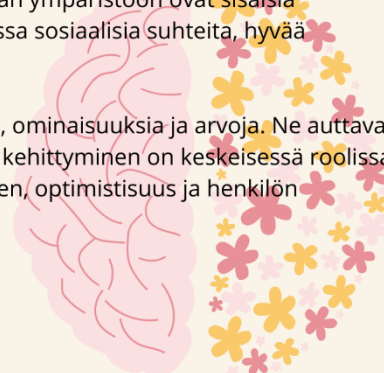 ympäristöön ovat sisäisiä
sosiaalisia suhteita, hyvää
, ominaisuuksia ja arvoja. Ne auttava
kehittyminen on keskeisessä roolissa
en, optimistisuus ja henkilön